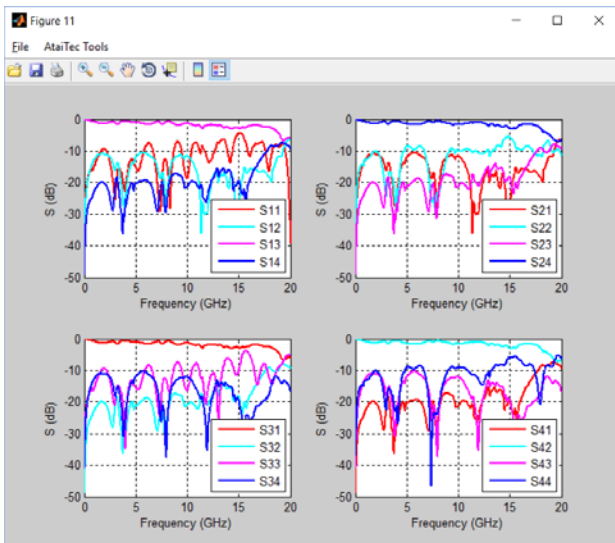 Figure 11
File AtaiTec Tools
0
-10
-20
-30
-40
-50
S (dB)
S11
S12
S13
S14
0 5 10 15 20
Frequency (GHz)
0
-10
-20
-30
-40
-50
S (dB)
S21
S22
S23
S24
0 5 10 15 20
Frequency (GHz)
0
-10
-20
-30
-40
-50
S (dB)
S31
S32
S33
S34
0 5 10 15 20
Frequency (GHz)
0
-10
-20
-30
-40
-50
S (dB)
S41
S42
S43
S44
0 5 10 15 20
Frequency (GHz)